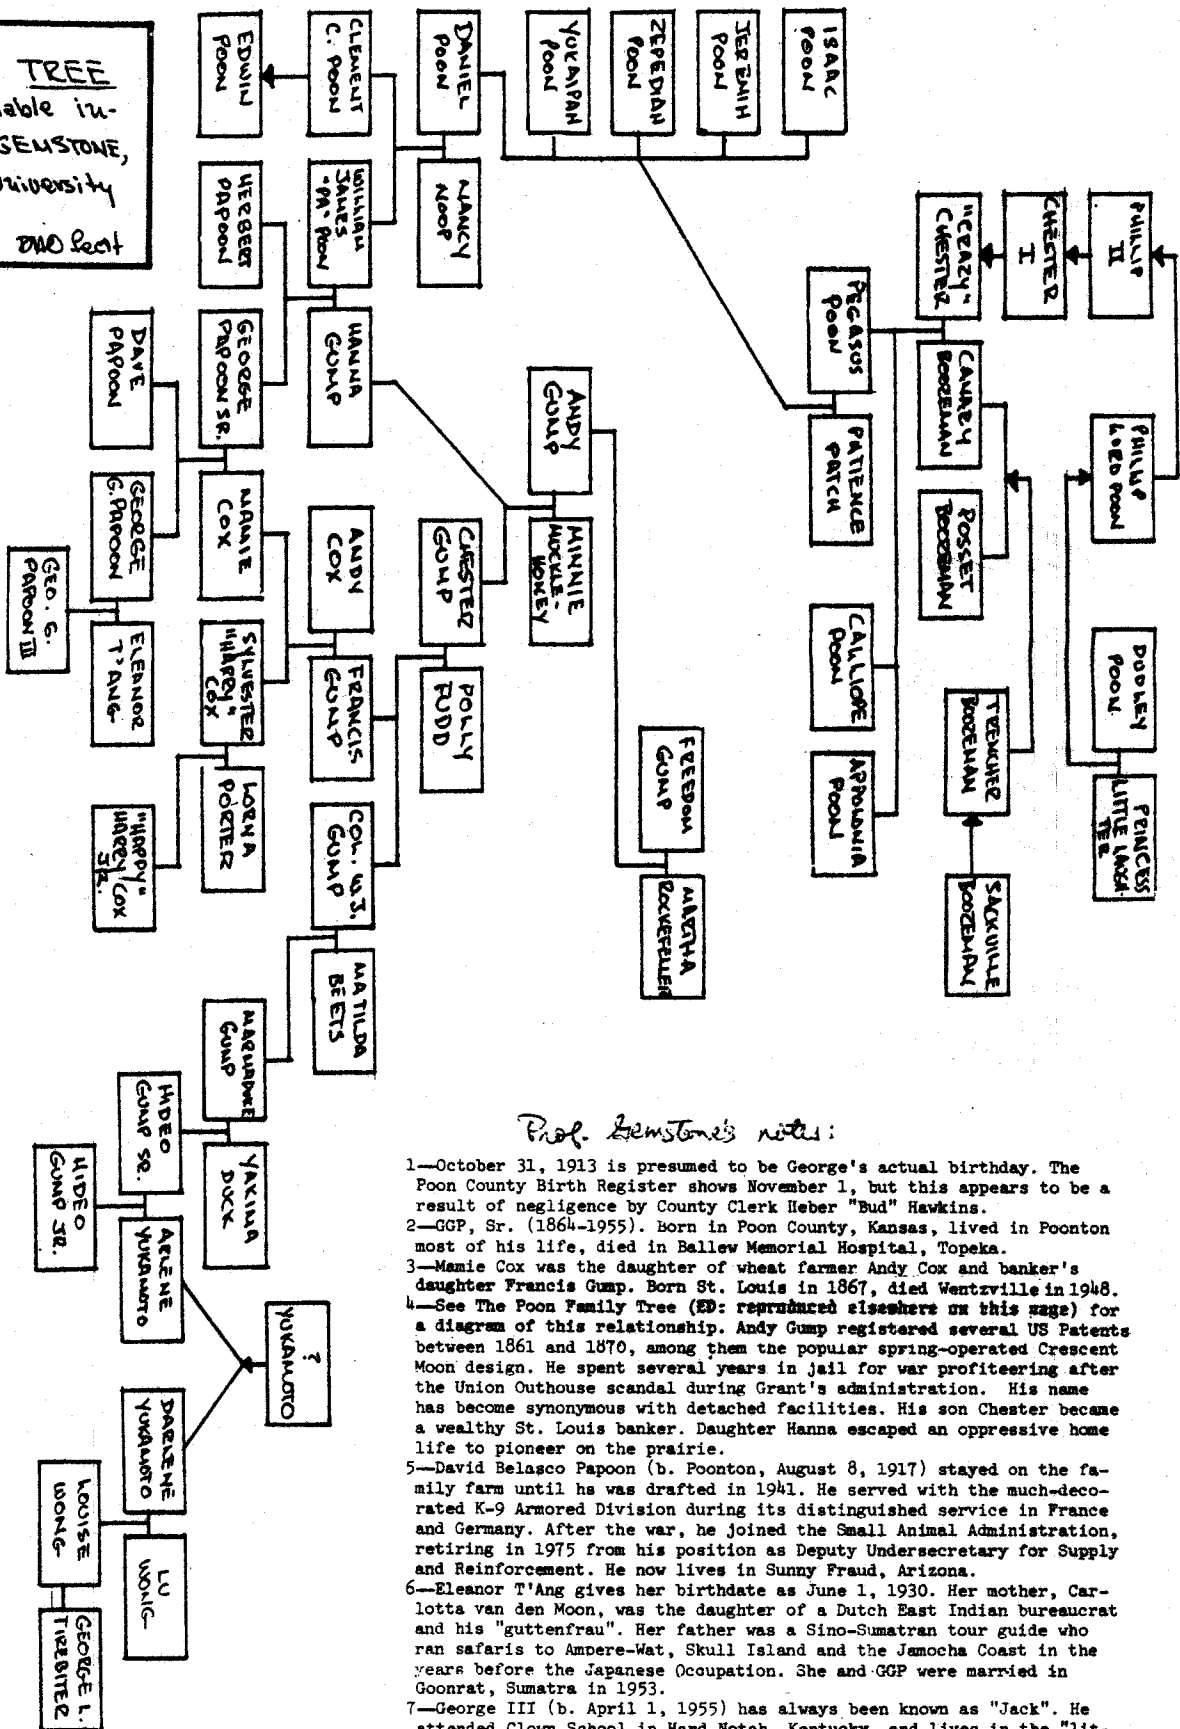 TREE
GEMSTONE,
DUDLEY
POON
PRINCESS
LITTLE LAUGH-
TER
PHILLIP
LORD POON
PHILLIP
II
CHESTER
I
"CRAZY"
CHESTER
CANARY
BOOZEMAN
POSSET
BOOZEMAN
TRENCHER
BOOZEMAN
SACKVILLE
BOOZEMAN
PEGASUS
POON
PATIENCE
PATCH
CALLIOPE
POON
APPOLONIA
POON
ISAAC
POON
JEREMIH
POON
ZEPEDIAH
POON
YUKAIPAN
POON
DANIEL
POON
NANCY
NOOP
FREEDOM
GUMP
MARTHA
ROCKEFELLER
ANDY
GUMP
MINNIE
MUCKLE-
HONEY
CLEMENT
C. POON
WILLIAM
JAMES
"PA" POON
HANNA
GUMP
CHESTER
GUMP
POLLY
FUDD
EDWIN
POON
HERBERT
PAPOON
GEORGE
PAPOON SR.
MAMIE
COX
ANDY
COX
FRANCIS
GUMP
COL. W.J.
GUMP
MATILDA
BEETS
DAVE
PAPOON
GEORGE
G. PAPOON
ELEANOR
T'ANG
SYLVESTER
"HARRY"
COX
LORNA
PORTER
MARMADUKE
GUMP
YAKIMA
DUCK
GEO. G.
PAPOON III
"HAPPY"
HARRY COX
JR.
HIDEO
GUMP SR.
ARLENE
YUKAMOTO
?
YUKAMOTO
HIDEO
GUMP JR.
DARLENE
YUKAMOTO
LU
WONG
LOUISE
WONG
GEORGE L.
TIREBITER
Prof. Gemstone's notes:
1—October 31, 1913 is presumed to be George's actual birthday. The
Poon County Birth Register shows November 1, but this appears to be a
result of negligence by County Clerk Heber "Bud" Hawkins.
2—GGP, Sr. (1864-1955). Born in Poon County, Kansas, lived in Poonton
most of his life, died in Ballew Memorial Hospital, Topeka.
3—Mamie Cox was the daughter of wheat farmer Andy Cox and banker's
daughter Francis Gump. Born St. Louis in 1867, died Wentzville in 1948.
4—See The Poon Family Tree (ED: reproduced elsewhere on this page) for
a diagram of this relationship. Andy Gump registered several US Patents
between 1861 and 1870, among them the popular spring-operated Crescent
Moon design. He spent several years in jail for war profiteering after
the Union Outhouse scandal during Grant's administration. His name
has become synonymous with detached facilities. His son Chester became
a wealthy St. Louis banker. Daughter Hanna escaped an oppressive home
life to pioneer on the prairie.
5—David Belasco Papoon (b. Poonton, August 8, 1917) stayed on the fa-
mily farm until hs was drafted in 1941. He served with the much-deco-
rated K-9 Armored Division during its distinguished service in France
and Germany. After the war, he joined the Small Animal Administration,
retiring in 1975 from his position as Deputy Undersecretary for Supply
and Reinforcement. He now lives in Sunny Fraud, Arizona.
6—Eleanor T'Ang gives her birthdate as June 1, 1930. Her mother, Car-
lotta van den Moon, was the daughter of a Dutch East Indian bureaucrat
and his "guttenfrau". Her father was a Sino-Sumatran tour guide who
ran safaris to Ampere-Wat, Skull Island and the Jamocha Coast in the
years before the Japanese Occupation. She and GGP were married in
Goonrat, Sumatra in 1953.
7—George III (b. April 1, 1955) has always been known as "Jack". He
attended Clown School in Hand Notch, Kentucky, and lives in the "lit-